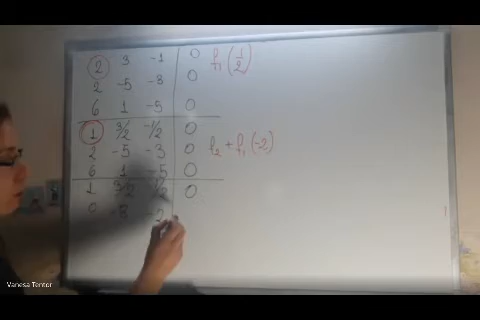 2 3 -1 | 0 f₁ (1/2)
2 -5 -3 | 0
6 1 -5 | 0
1 3/2 -1/2 | 0
2 -5 -3 | 0 f₂ + f₁ (-2)
6 1 -5 | 0
1 3/2 -1/2 | 0
0 -8 -2
Vanesa Tentor